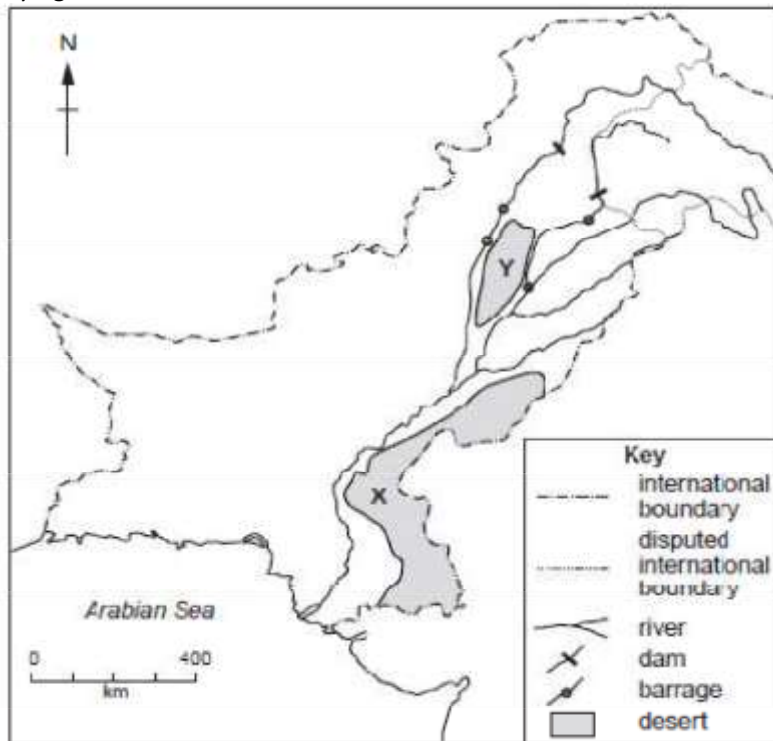 N
Y
X
Arabian Sea
0 400
km
Key
international
boundary
disputed
international
boundary
river
dam
barrage
desert